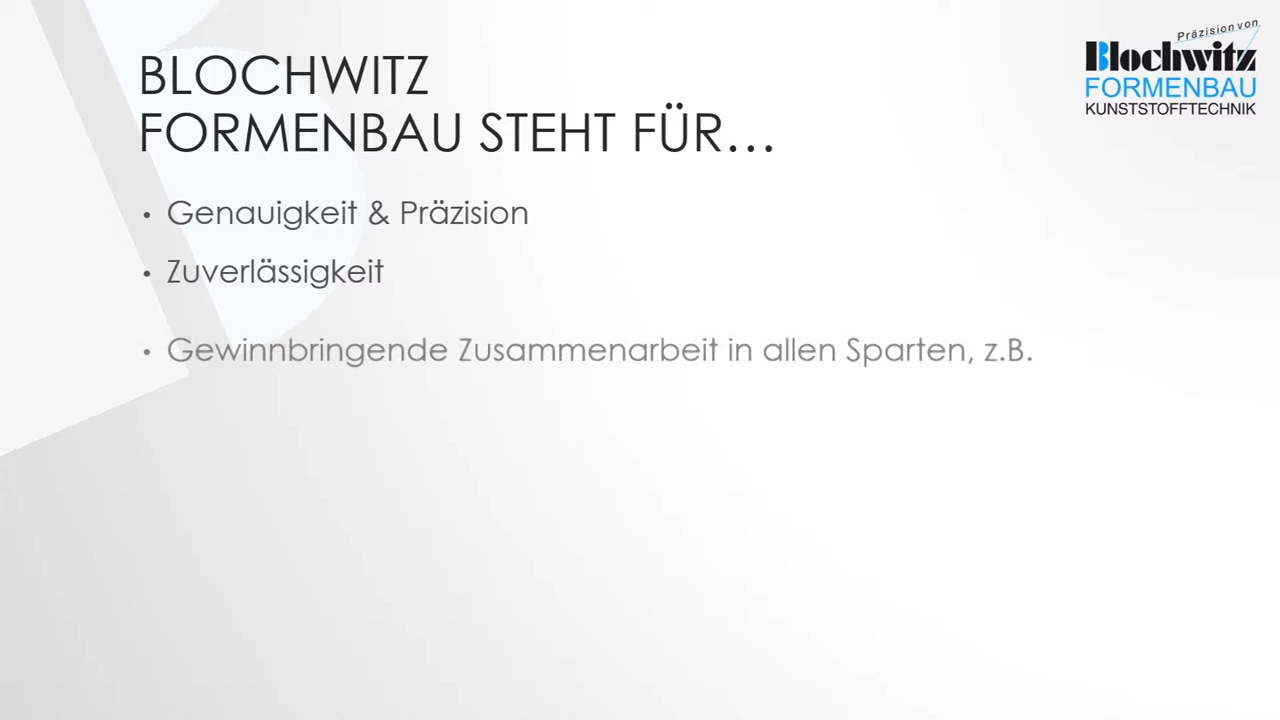 BLOCHWITZ
FORMENBAU STEHT FÜR…
• Genauigkeit & Präzision
• Zuverlässigkeit
• Gewinnbringende Zusammenarbeit in allen Sparten, z.B.
Präzision von
Blochwitz
FORMENBAU
KUNSTSTOFFTECHNIK